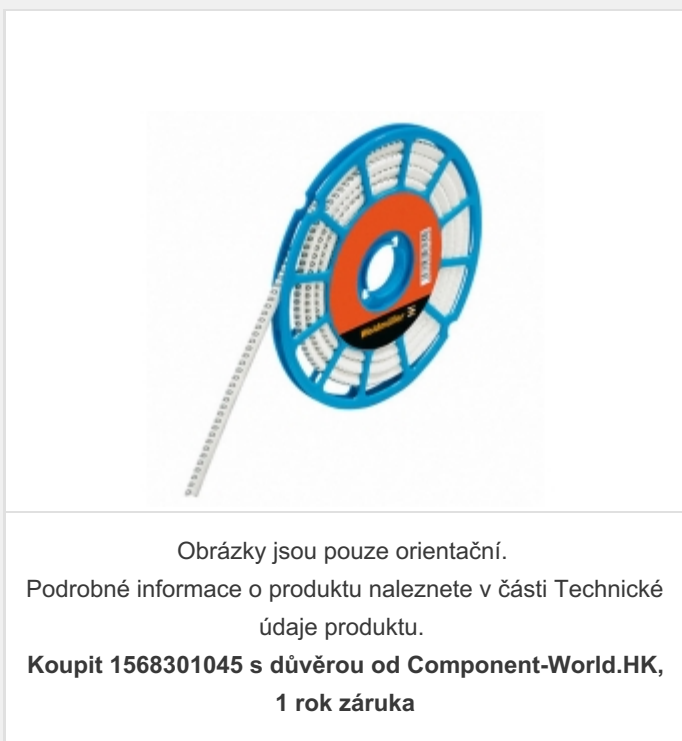 Weidmüller
Obrázky jsou pouze orientační.
Podrobné informace o produktu naleznete v části Technické
údaje produktu.
Koupit 1568301045 s důvěrou od Component-World.HK,
1 rok záruka